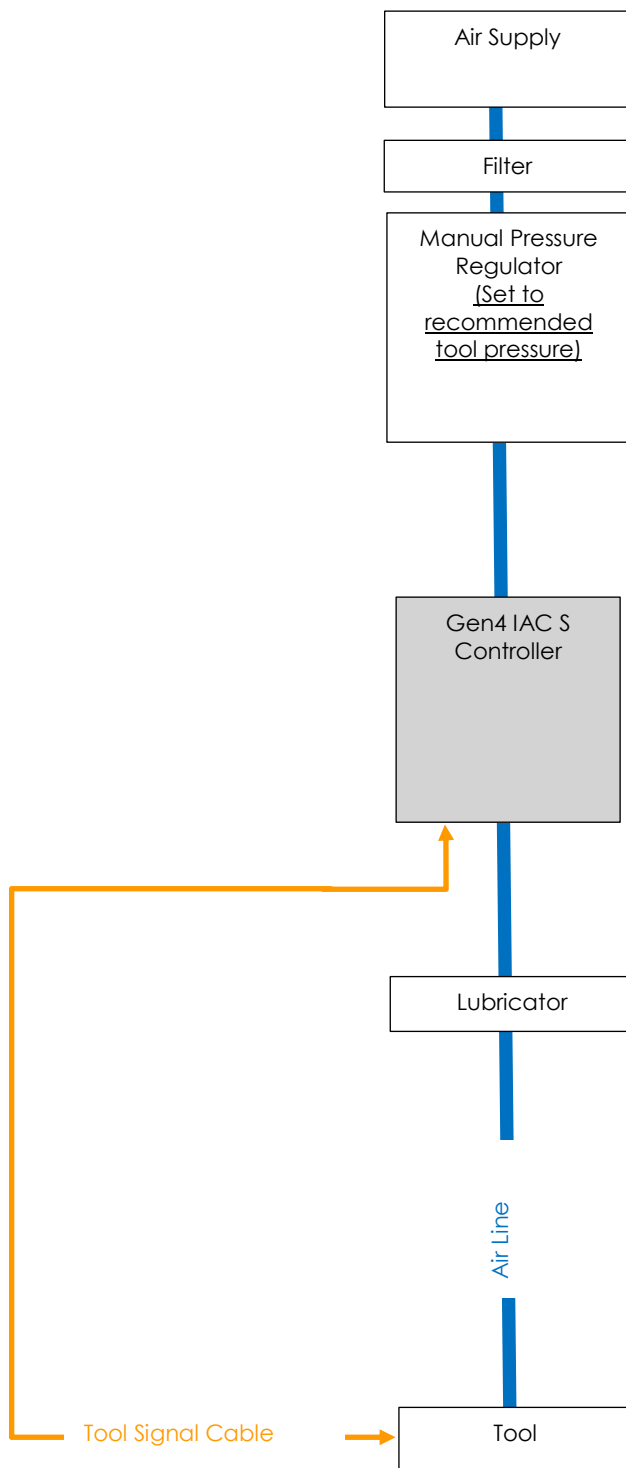 Air Supply
Filter
Manual Pressure
Regulator
(Set to
recommended
tool pressure)
Gen4 IAC S
Controller
Lubricator
Air Line
Tool Signal Cable
Tool